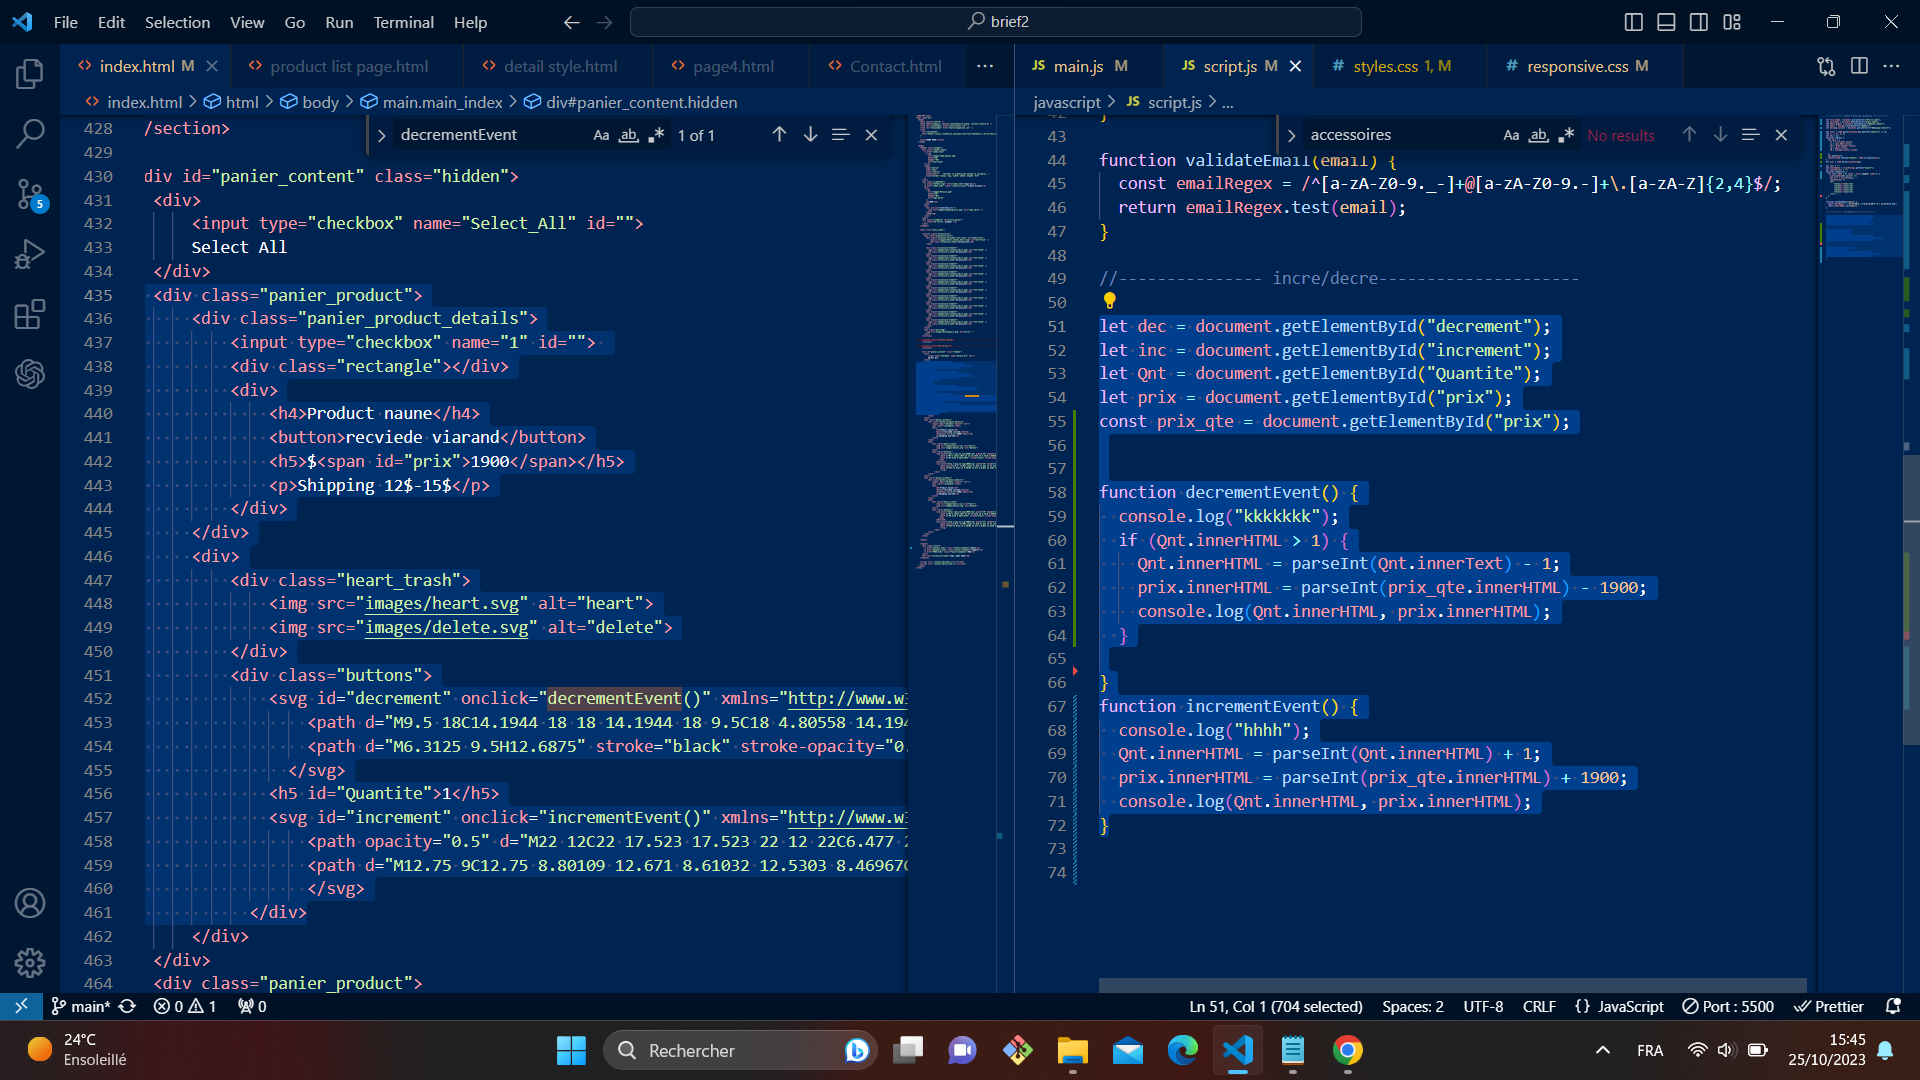 File Edit Selection View Go Run Terminal Help
brief2
index.html M
product list page.html
detail style.html
page4.html
Contact.html
JS main.js M
JS script.js M
# styles.css 1, M
# responsive.css M
index.html > html > body > main.main_index > div#panier_content.hidden
javascript > JS script.js > ...
decrementEvent
Aa ab 1 of 1
accessoires
Aa ab No results
428 /section>
429
430 div id="panier_content" class="hidden">
431 <div>
432 <input type="checkbox" name="Select_All" id="">
433 Select All
434 </div>
435 <div class="panier_product">
436 <div class="panier_product_details">
437 <input type="checkbox" name="1" id="">
438 <div class="rectangle"></div>
439 <div>
440 <h4>Product naune</h4>
441 <button>recviede viarand</button>
442 <h5>$<span id="prix">1900</span></h5>
443 <p>Shipping 12$-15$</p>
444 </div>
445 </div>
446 <div>
447 <div class="heart_trash">
448 <img src="images/heart.svg" alt="heart">
449 <img src="images/delete.svg" alt="delete">
450 </div>
451 <div class="buttons">
452 <svg id="decrement" onclick="decrementEvent()" xmlns="http://www.w
453 <path d="M9.5 18C14.1944 18 18 14.1944 18 9.5C18 4.80558 14.194
454 <path d="M6.3125 9.5H12.6875" stroke="black" stroke-opacity="0.
455 </svg>
456 <h5 id="Quantite">1</h5>
457 <svg id="increment" onclick="incrementEvent()" xmlns="http://www.w
458 <path opacity="0.5" d="M22 12C22 17.523 17.523 22 12 22C6.477
459 <path d="M12.75 9C12.75 8.80109 12.671 8.61032 12.5303 8.46967C
460 </svg>
461 </div>
462 </div>
463 </div>
464 <div class="panier_product">
42 }
43
44 function validateEmail(email) {
45 const emailRegex = /^[a-zA-Z0-9._-]+@[a-zA-Z0-9.-]+\.[a-zA-Z]{2,4}$/;
46 return emailRegex.test(email);
47 }
48
49 //--------------- incre/decre---------------------
50
51 let dec = document.getElementById("decrement");
52 let inc = document.getElementById("increment");
53 let Qnt = document.getElementById("Quantite");
54 let prix = document.getElementById("prix");
55 const prix_qte = document.getElementById("prix");
56
57
58 function decrementEvent() {
59 console.log("kkkkkkk");
60 if (Qnt.innerHTML > 1) {
61 Qnt.innerHTML = parseInt(Qnt.innerText) - 1;
62 prix.innerHTML = parseInt(prix_qte.innerHTML) - 1900;
63 console.log(Qnt.innerHTML, prix.innerHTML);
64 }
65
66 }
67 function incrementEvent() {
68 console.log("hhhh");
69 Qnt.innerHTML = parseInt(Qnt.innerHTML) + 1;
70 prix.innerHTML = parseInt(prix_qte.innerHTML) + 1900;
71 console.log(Qnt.innerHTML, prix.innerHTML);
72 }
73
74
5
main* 0 1 0
Ln 51, Col 1 (704 selected) Spaces: 2 UTF-8 CRLF {} JavaScript Port : 5500 Prettier
24°C
Ensoleillé
Rechercher
FRA
15:45
25/10/2023